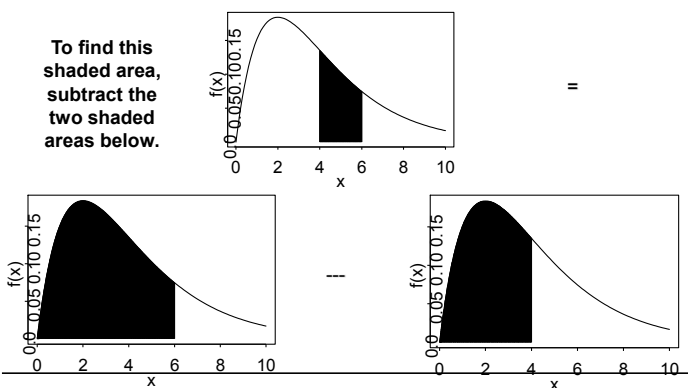 To find this
shaded area,
subtract the
two shaded
areas below.
f(x)
0.0 0.05 0.10 0.15
0 2 4 6 8 10
x
=
f(x)
0.0 0.05 0.10 0.15
0 2 4 6 8 10
x
---
f(x)
0.0 0.05 0.10 0.15
0 2 4 6 8 10
x